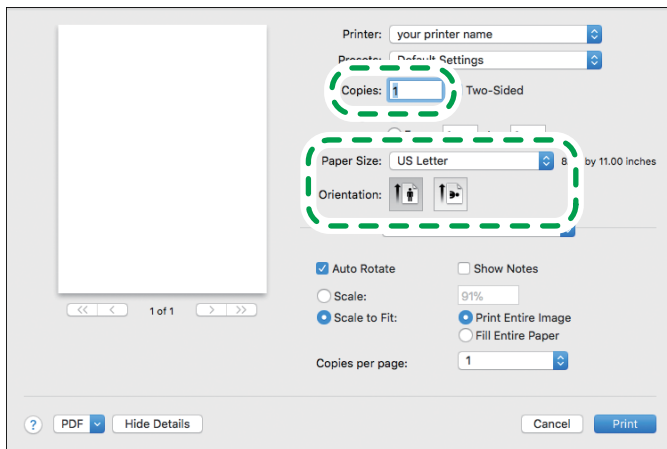 Printer: your printer name
Presets: Default Settings
Copies: 1 Two-Sided
Paper Size: US Letter by 11.00 inches
Orientation:
Auto Rotate Show Notes
Scale: 91%
Scale to Fit: Print Entire Image
Fill Entire Paper
<< < 1 of 1 > >>
Copies per page: 1
? PDF Hide Details Cancel Print